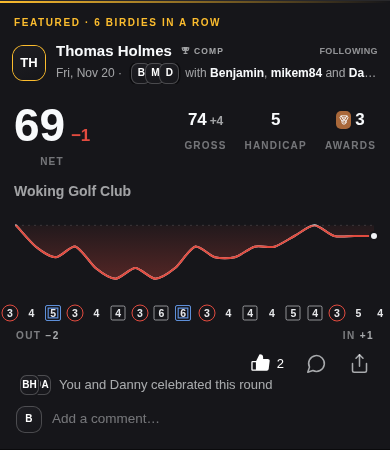 FEATURED · 6 BIRDIES IN A ROW
TH Thomas Holmes COMP FOLLOWING
Fri, Nov 20 · B M D with Benjamin, mikem84 and Da...
69 −1 74 +4 5 3
NET GROSS HANDICAP AWARDS
Woking Golf Club
3 4 5 3 4 4 3 6 6 3 4 4 4 5 4 3 5 4
OUT −2 IN +1
2
BH A You and Danny celebrated this round
B Add a comment...